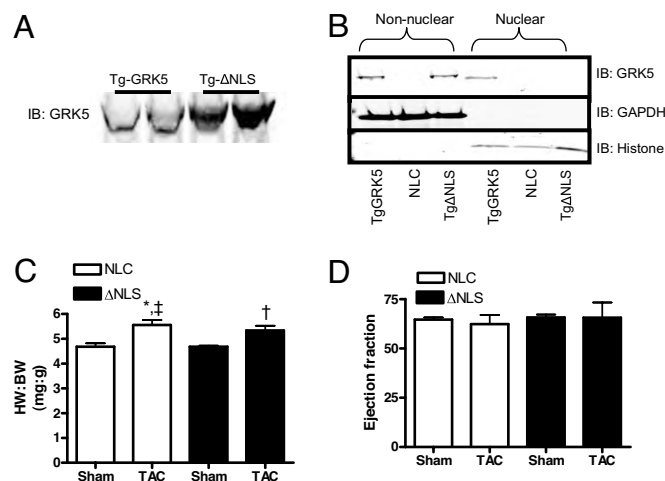 A
Tg-GRK5
Tg-ΔNLS
IB: GRK5
B
Non-nuclear
Nuclear
IB: GRK5
IB: GAPDH
IB: Histone
TgGRK5
NLC
TgΔNLS
TgGRK5
NLC
TgΔNLS
C
NLC
ΔNLS
HW:BW
(mg:g)
6
5
4
3
2
1
0
*,‡
†
Sham
TAC
Sham
TAC
D
NLC
ΔNLS
Ejection fraction
75
50
25
0
Sham
TAC
Sham
TAC